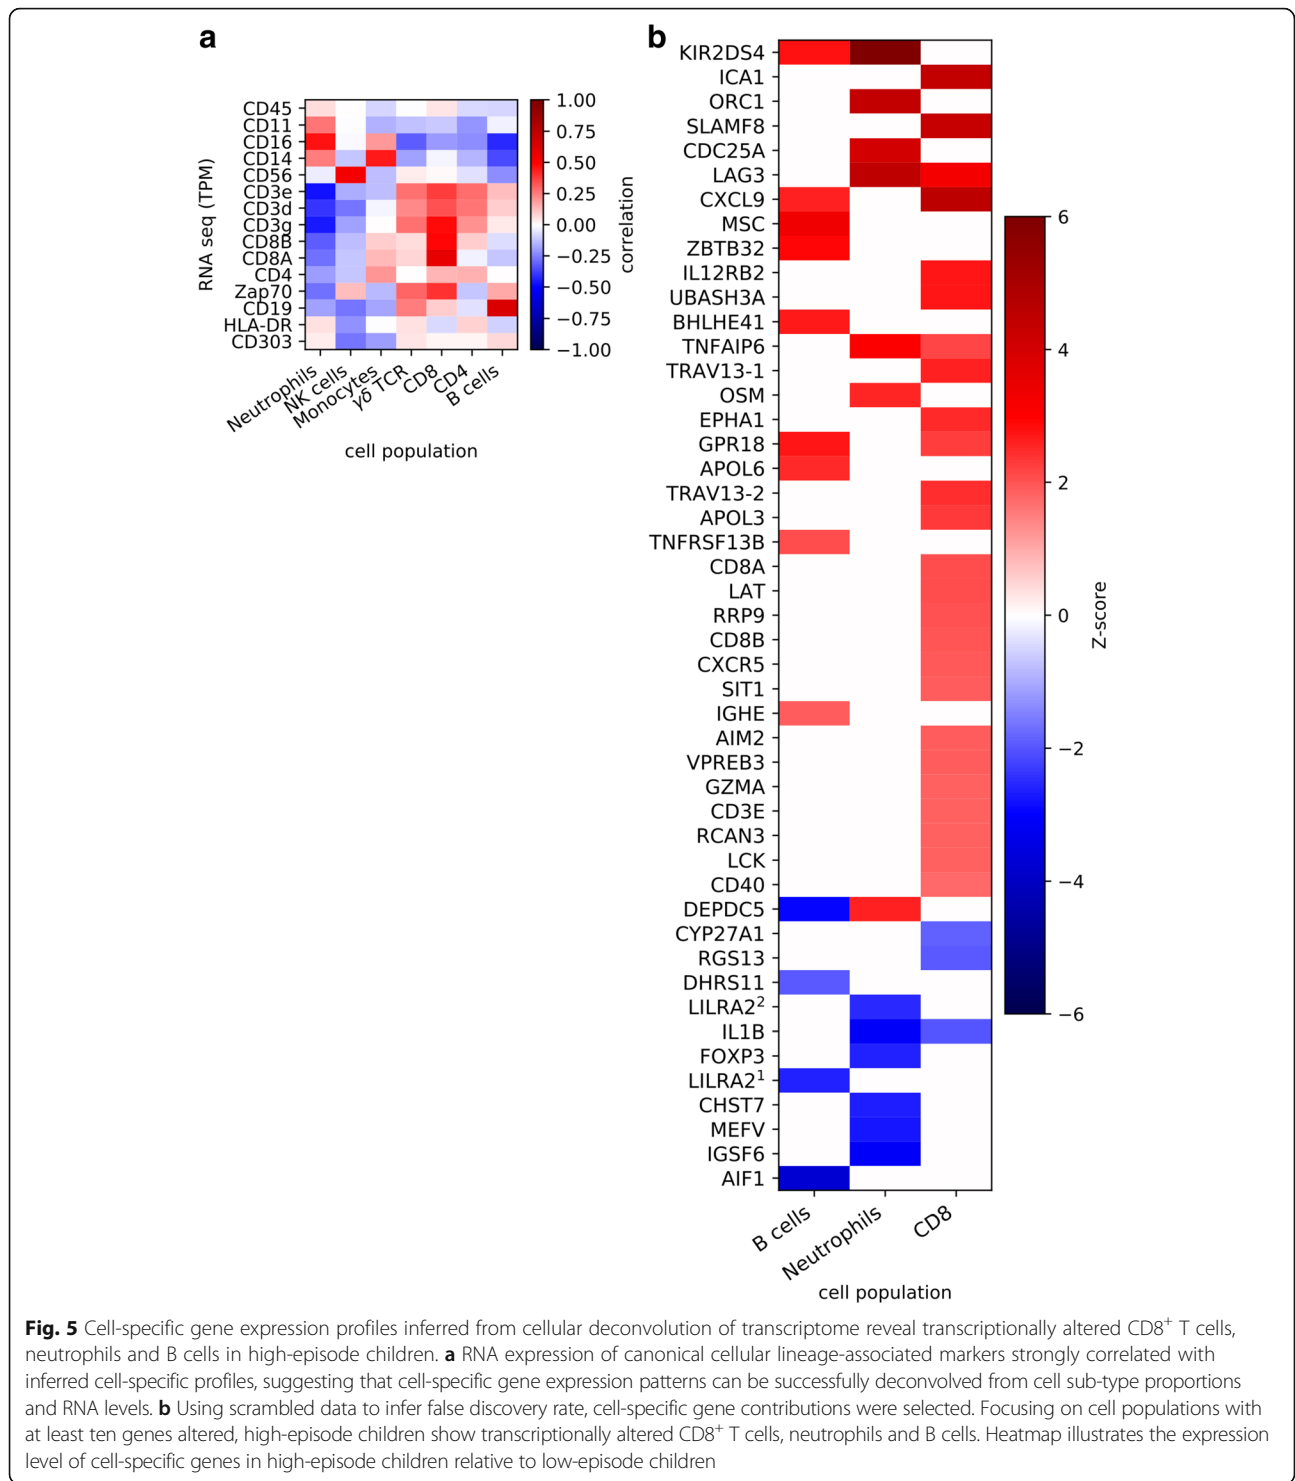 a
RNA seq (TPM)
CD45
CD11
CD16
CD14
CD56
CD3e
CD3d
CD3g
CD8B
CD8A
CD4
Zap70
CD19
HLA-DR
CD303
Neutrophils
NK cells
Monocytes
γδ TCR
CD8
CD4
B cells
cell population
1.00
0.75
0.50
0.25
0.00
−0.25
−0.50
−0.75
−1.00
correlation
b
KIR2DS4
ICA1
ORC1
SLAMF8
CDC25A
LAG3
CXCL9
MSC
ZBTB32
IL12RB2
UBASH3A
BHLHE41
TNFAIP6
TRAV13-1
OSM
EPHA1
GPR18
APOL6
TRAV13-2
APOL3
TNFRSF13B
CD8A
LAT
RRP9
CD8B
CXCR5
SIT1
IGHE
AIM2
VPREB3
GZMA
CD3E
RCAN3
LCK
CD40
DEPDC5
CYP27A1
RGS13
DHRS11
LILRA2²
IL1B
FOXP3
LILRA2¹
CHST7
MEFV
IGSF6
AIF1
B cells
Neutrophils
CD8
cell population
6
4
2
0
−2
−4
−6
Z-score
Fig. 5 Cell-specific gene expression profiles inferred from cellular deconvolution of transcriptome reveal transcriptionally altered CD8⁺ T cells,
neutrophils and B cells in high-episode children. a RNA expression of canonical cellular lineage-associated markers strongly correlated with
inferred cell-specific profiles, suggesting that cell-specific gene expression patterns can be successfully deconvolved from cell sub-type proportions
and RNA levels. b Using scrambled data to infer false discovery rate, cell-specific gene contributions were selected. Focusing on cell populations with
at least ten genes altered, high-episode children show transcriptionally altered CD8⁺ T cells, neutrophils and B cells. Heatmap illustrates the expression
level of cell-specific genes in high-episode children relative to low-episode children